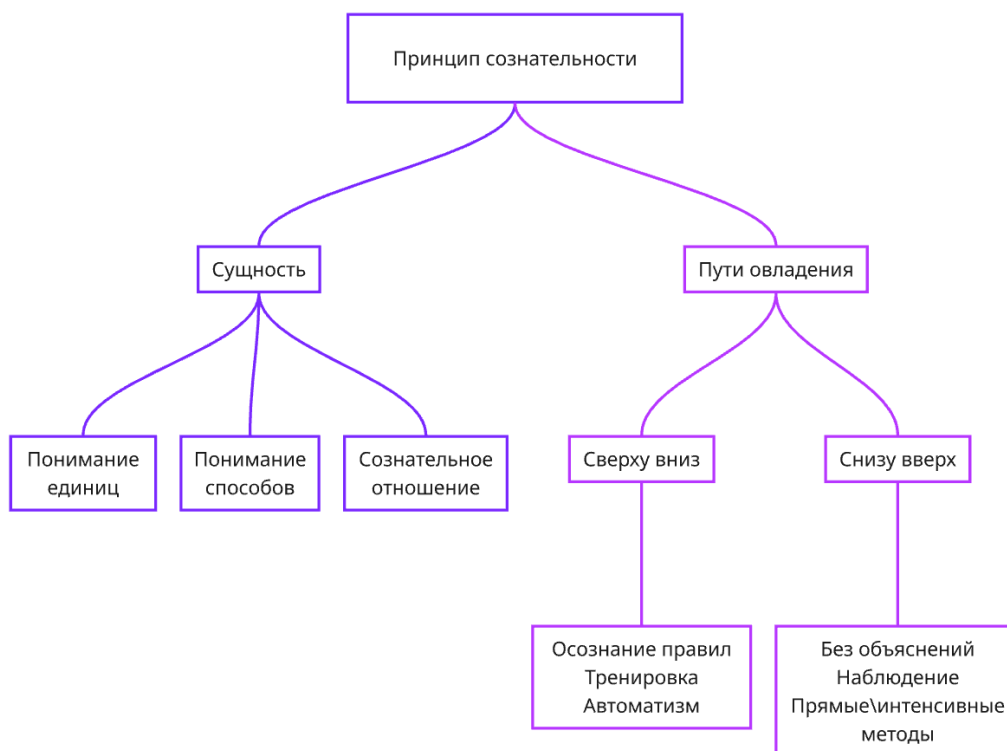 Принцип сознательности
Сущность
Пути овладения
Понимание
единиц
Понимание
способов
Сознательное
отношение
Сверху вниз
Снизу вверх
Осознание правил
Тренировка
Автоматизм
Без объяснений
Наблюдение
Прямые\интенсивные
методы